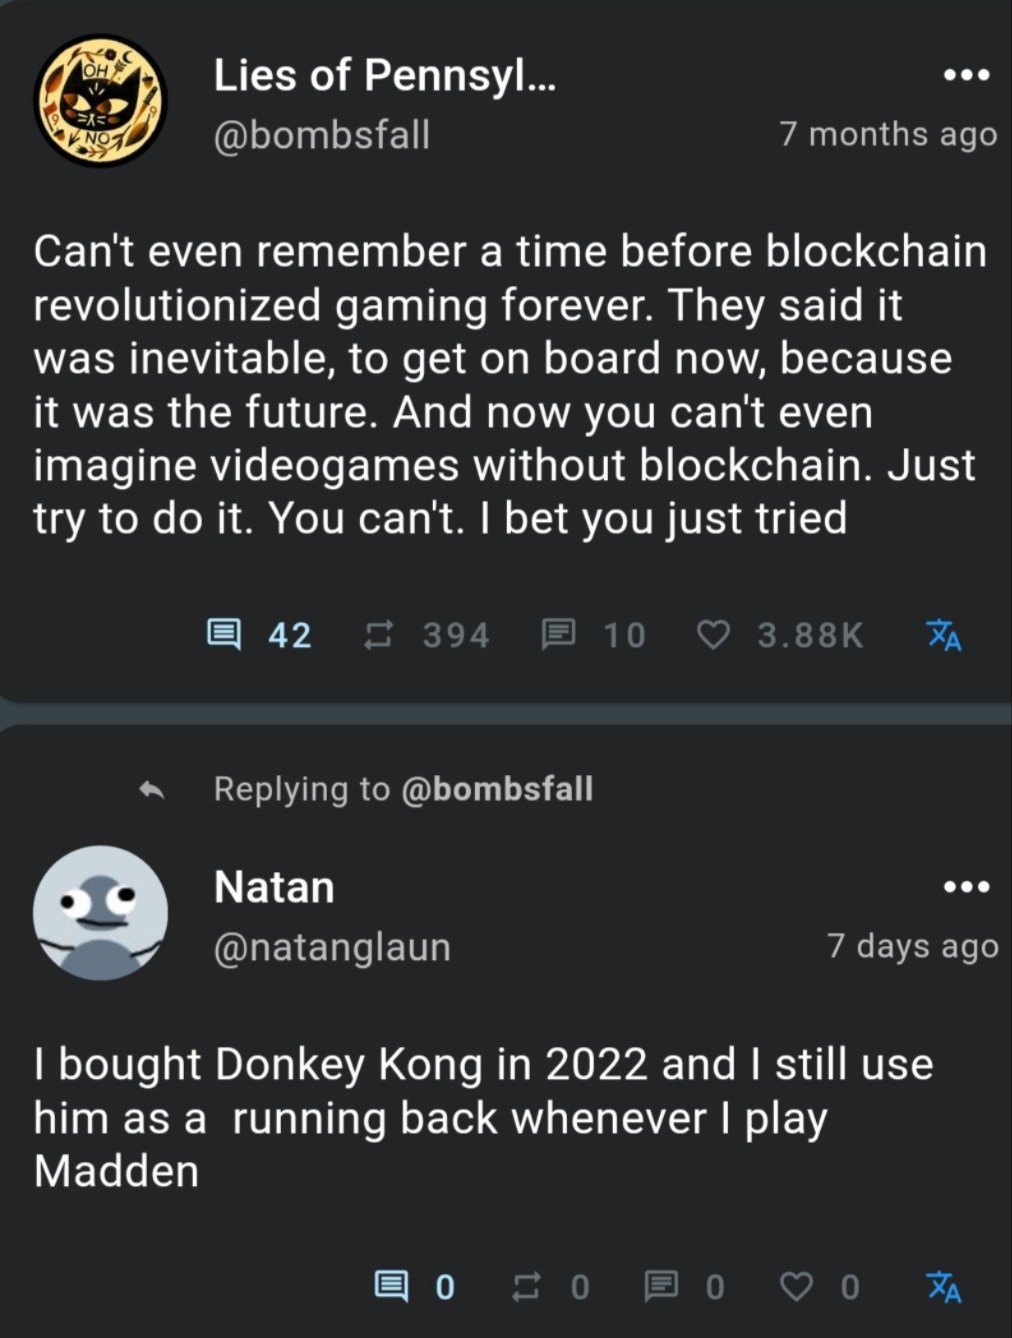 OH
NO
Lies of Pennsyl...
@bombsfall
7 months ago
Can't even remember a time before blockchain
revolutionized gaming forever. They said it
was inevitable, to get on board now, because
it was the future. And now you can't even
imagine videogames without blockchain. Just
try to do it. You can't. I bet you just tried
42 394 10 3.88K
Replying to @bombsfall
Natan
@natanglaun
7 days ago
I bought Donkey Kong in 2022 and I still use
him as a  running back whenever I play
Madden
0 0 0 0